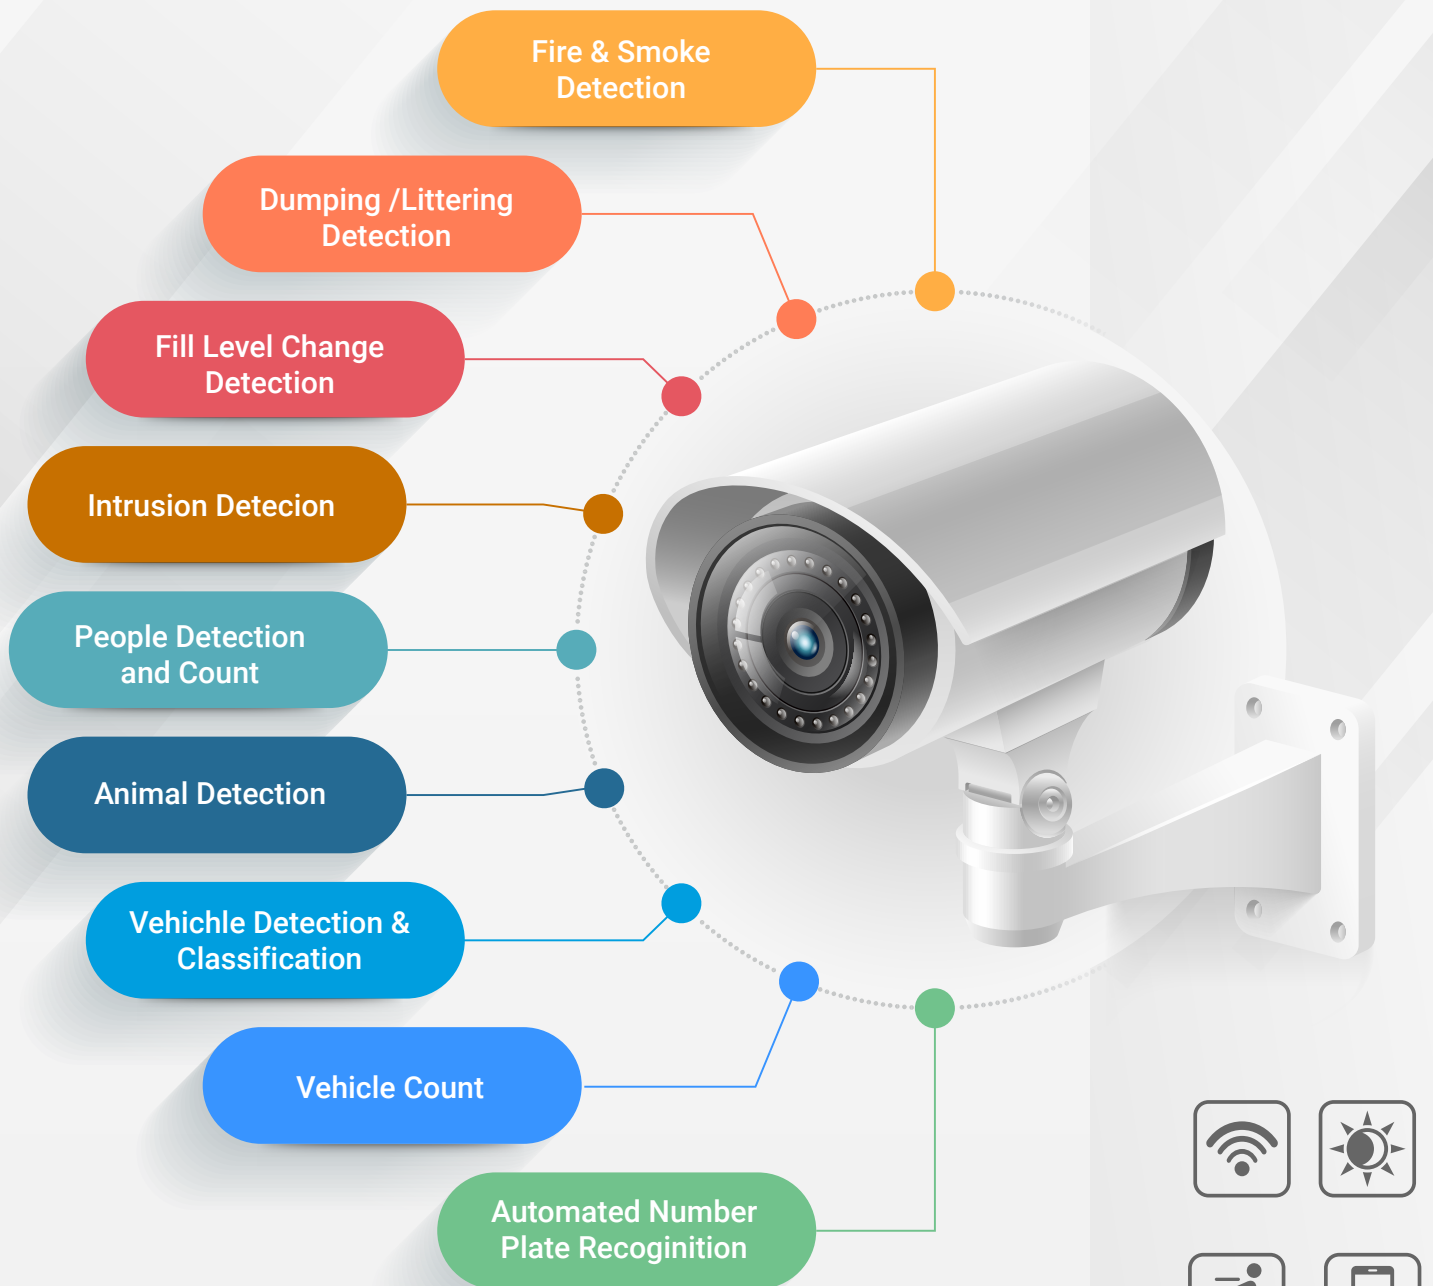 Fire & Smoke
Detection
Dumping /Littering
Detection
Fill Level Change
Detection
Intrusion Detecion
People Detection
and Count
Animal Detection
Vehichle Detection &
Classification
Vehicle Count
Automated Number
Plate Recoginition